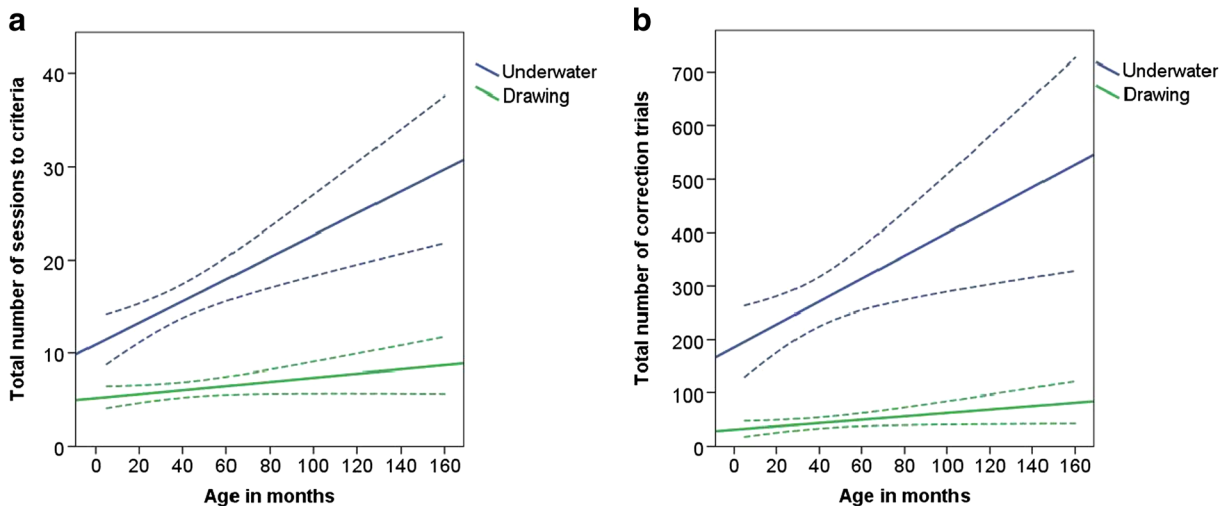 a
Total number of sessions to criteria
40
30
20
10
0
0 20 40 60 80 100 120 140 160
Age in months
Underwater
Drawing
b
Total number of correction trials
700
600
500
400
300
200
100
0
0 20 40 60 80 100 120 140 160
Age in months
Underwater
Drawing